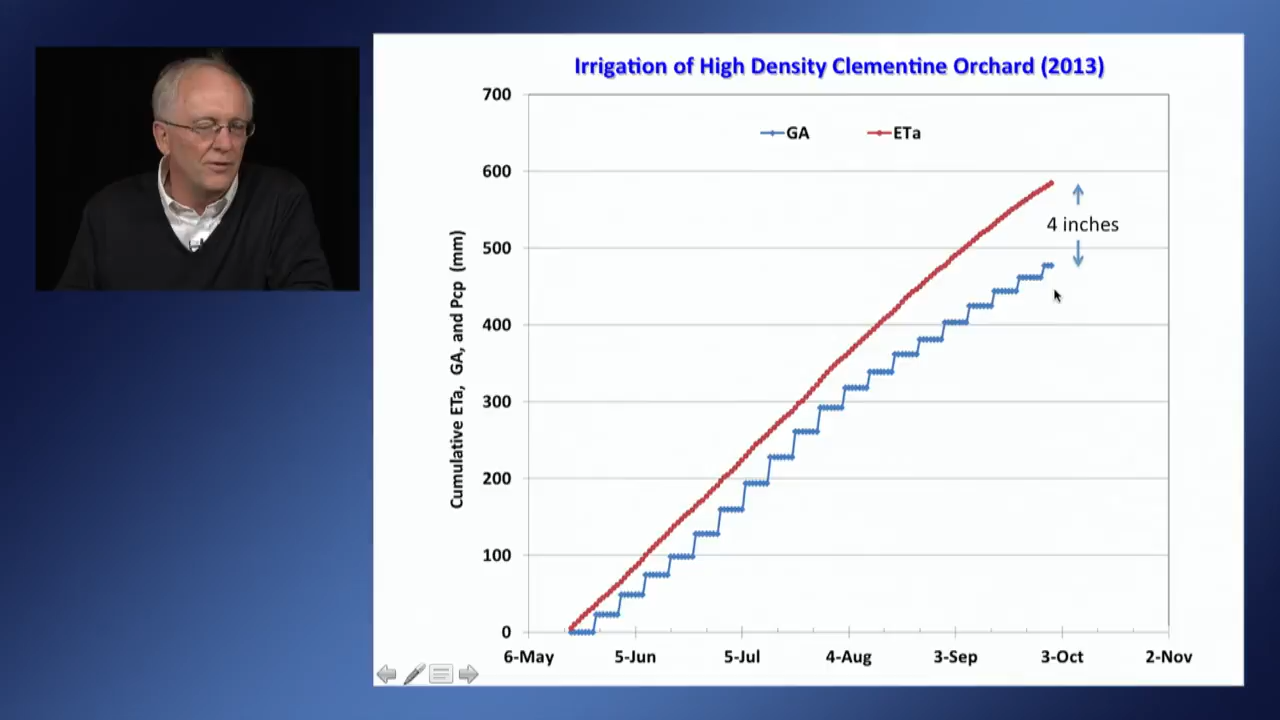 Irrigation of High Density Clementine Orchard (2013)
700
GA
ETa
600
4 inches
500
400
300
200
100
0
Cumulative ETa, GA, and Pcp (mm)
6-May 5-Jun 5-Jul 4-Aug 3-Sep 3-Oct 2-Nov